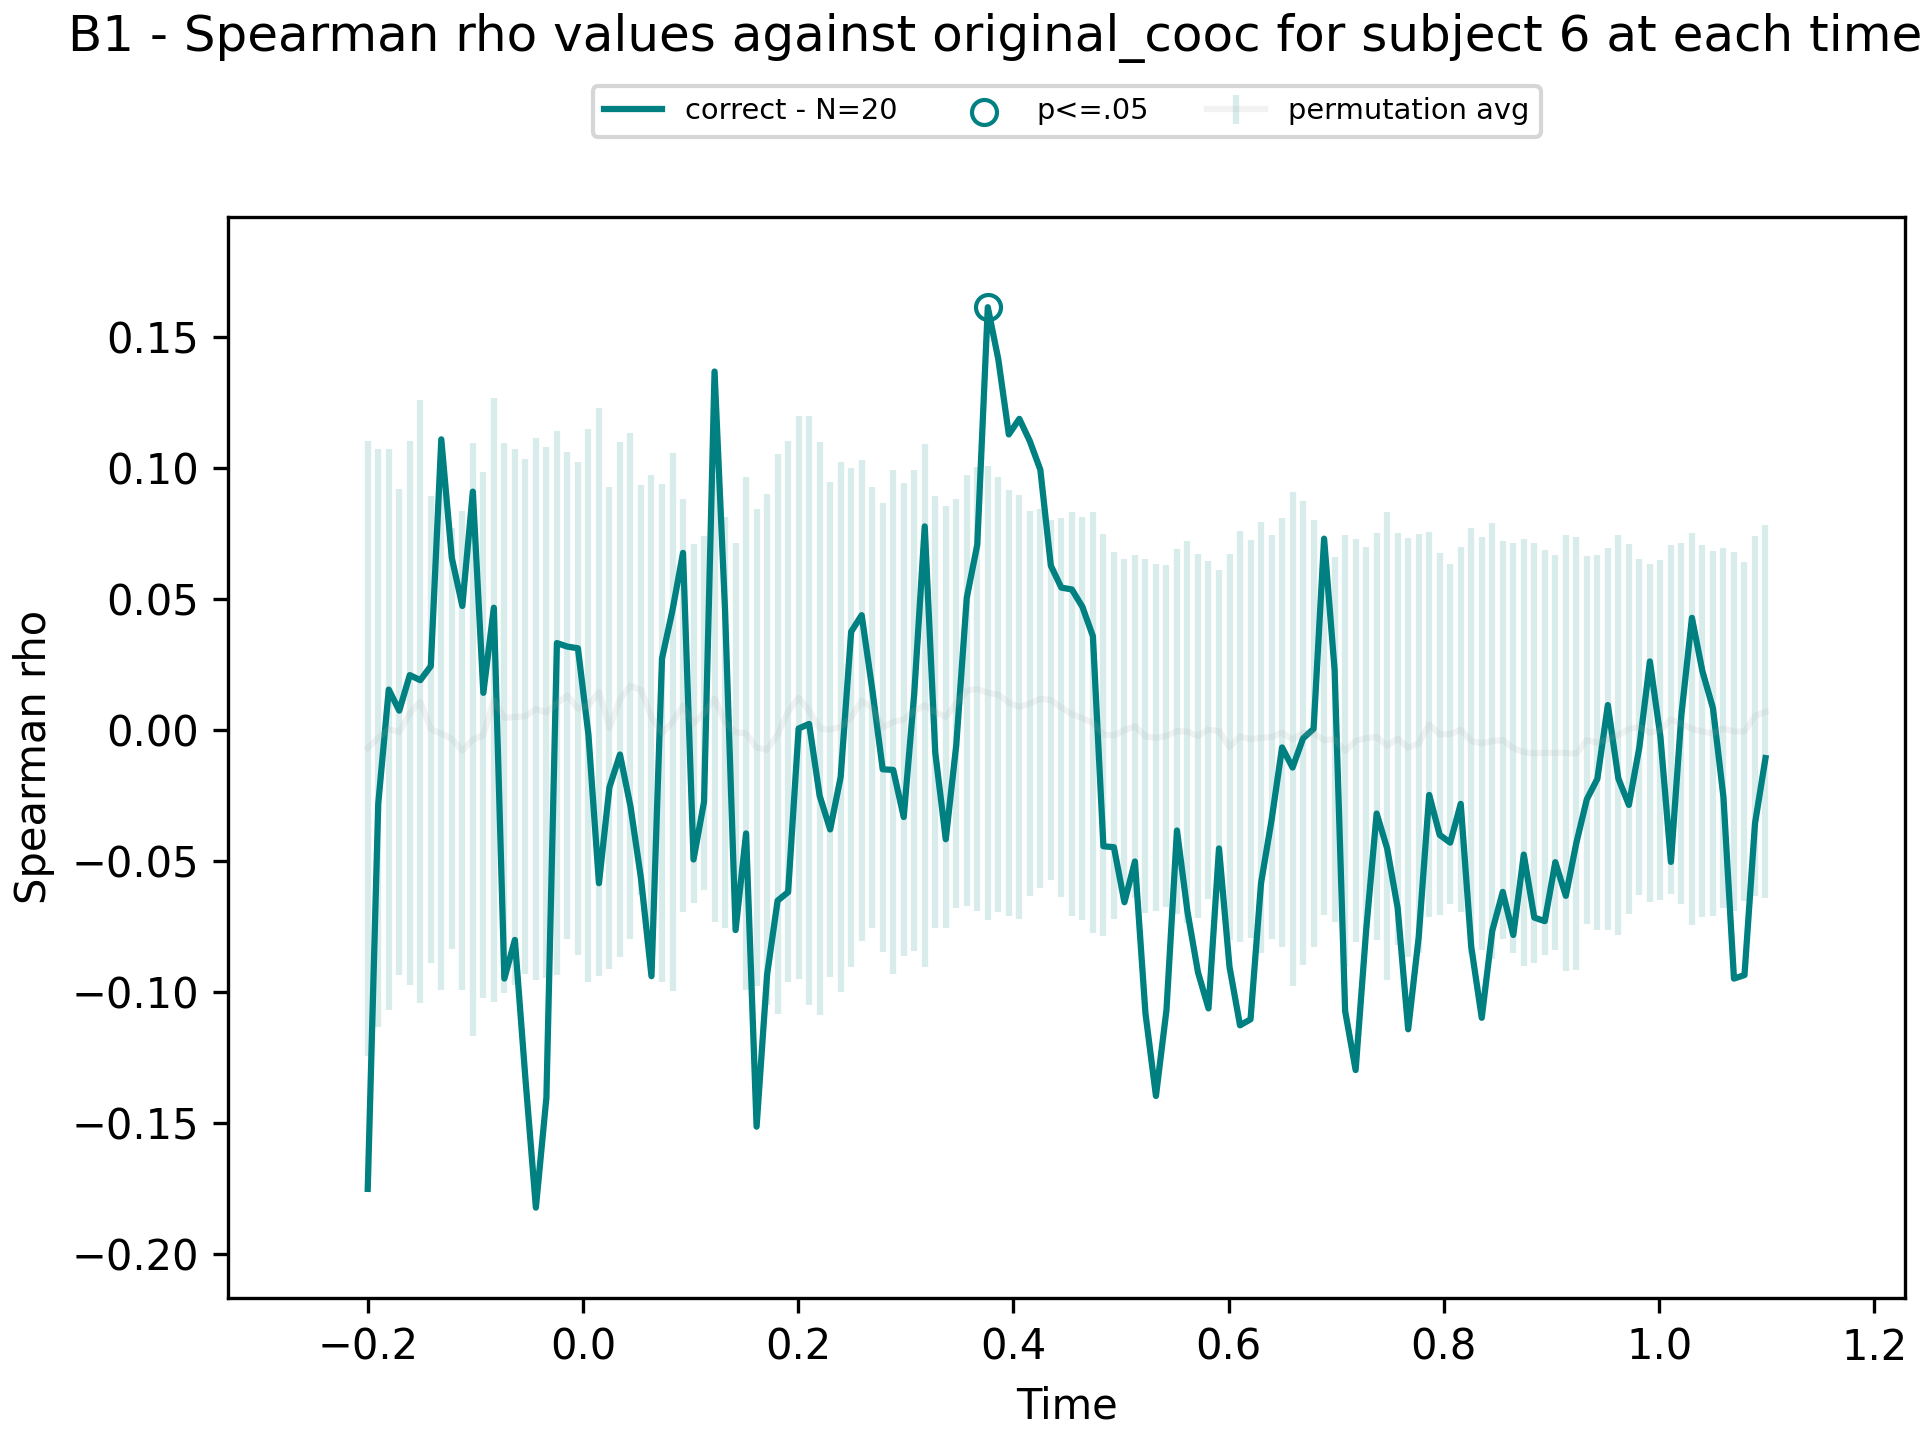 B1 - Spearman rho values against original_cooc for subject 6 at each time
correct - N=20 p<=.05 permutation avg
0.15
0.10
0.05
0.00
−0.05
−0.10
−0.15
−0.20
Spearman rho
−0.2 0.0 0.2 0.4 0.6 0.8 1.0 1.2
Time